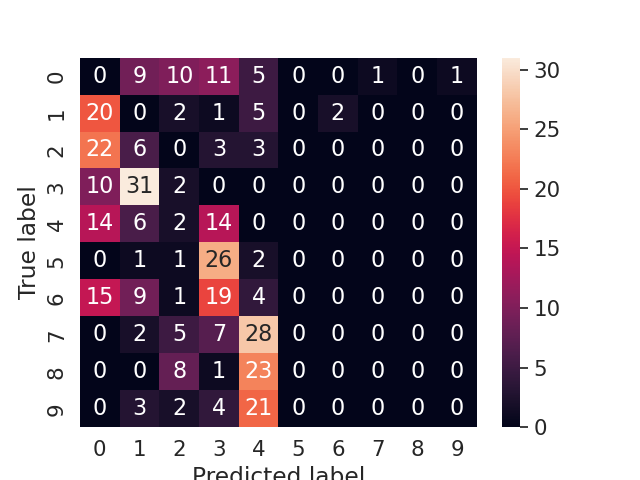 0 0 9 10 11 5 0 0 1 0 1
1 20 0 2 1 5 0 2 0 0 0
2 22 6 0 3 3 0 0 0 0 0
3 10 31 2 0 0 0 0 0 0 0
4 14 6 2 14 0 0 0 0 0 0
5 0 1 1 26 2 0 0 0 0 0
6 15 9 1 19 4 0 0 0 0 0
7 0 2 5 7 28 0 0 0 0 0
8 0 0 8 1 23 0 0 0 0 0
9 0 3 2 4 21 0 0 0 0 0
0 1 2 3 4 5 6 7 8 9
True label
Predicted label
30
25
20
15
10
5
0